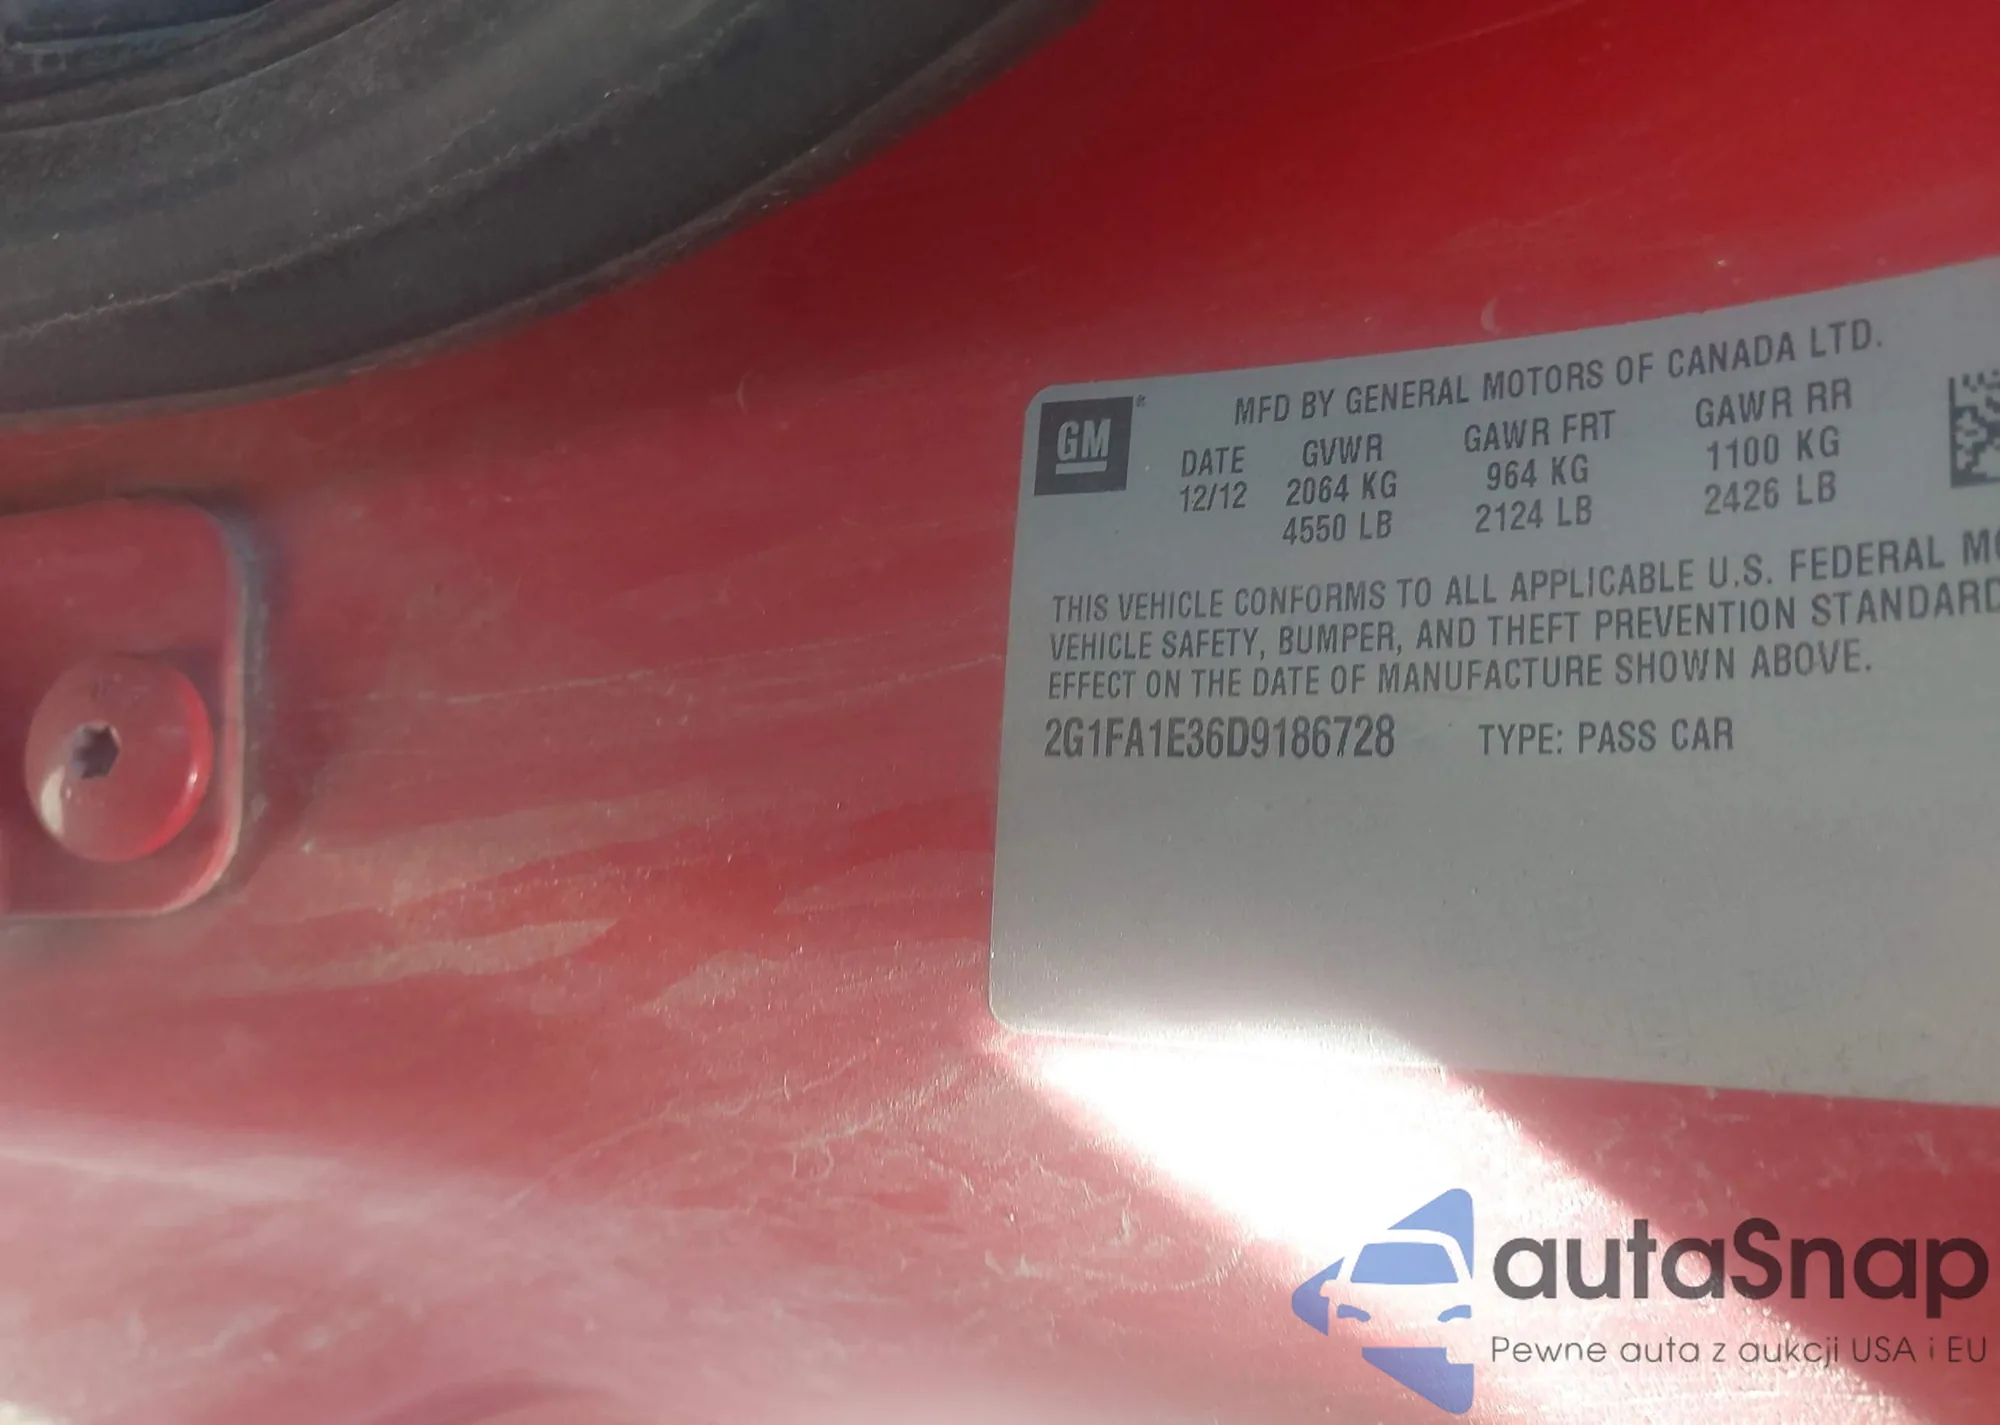 GM
MFD BY GENERAL MOTORS OF CANADA LTD.
DATE GVWR GAWR FRT GAWR RR
12/12 2064 KG 964 KG 1100 KG
4550 LB 2124 LB 2426 LB
THIS VEHICLE CONFORMS TO ALL APPLICABLE U.S. FEDERAL
VEHICLE SAFETY, BUMPER, AND THEFT PREVENTION STANDARD
EFFECT ON THE DATE OF MANUFACTURE SHOWN ABOVE.
2G1FA1E36D9186728 TYPE: PASS CAR
autaSnap
Pewne auta z aukcji USA i EU